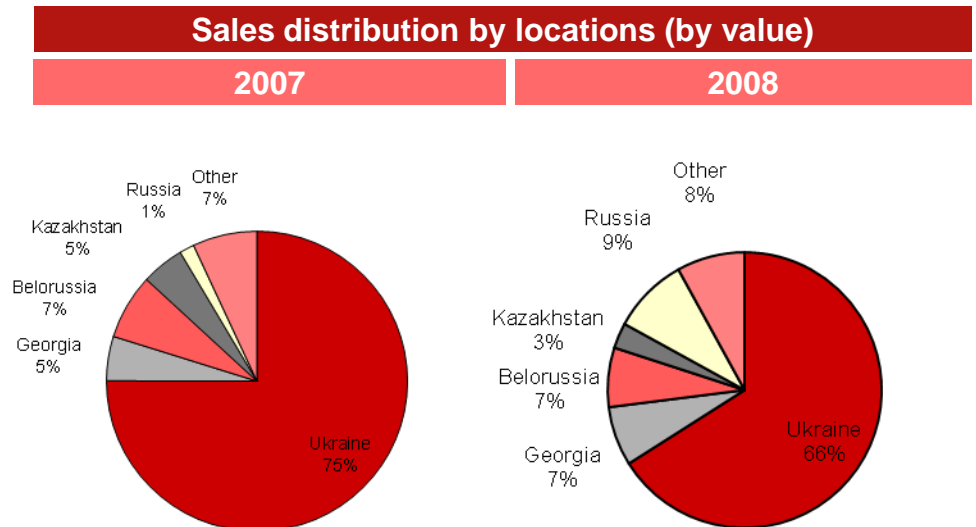 Sales distribution by locations (by value)
2007
2008
Other
7%
Russia
1%
Kazakhstan
5%
Belorussia
7%
Georgia
5%
Ukraine
75%
Other
8%
Russia
9%
Kazakhstan
3%
Belorussia
7%
Georgia
7%
Ukraine
66%